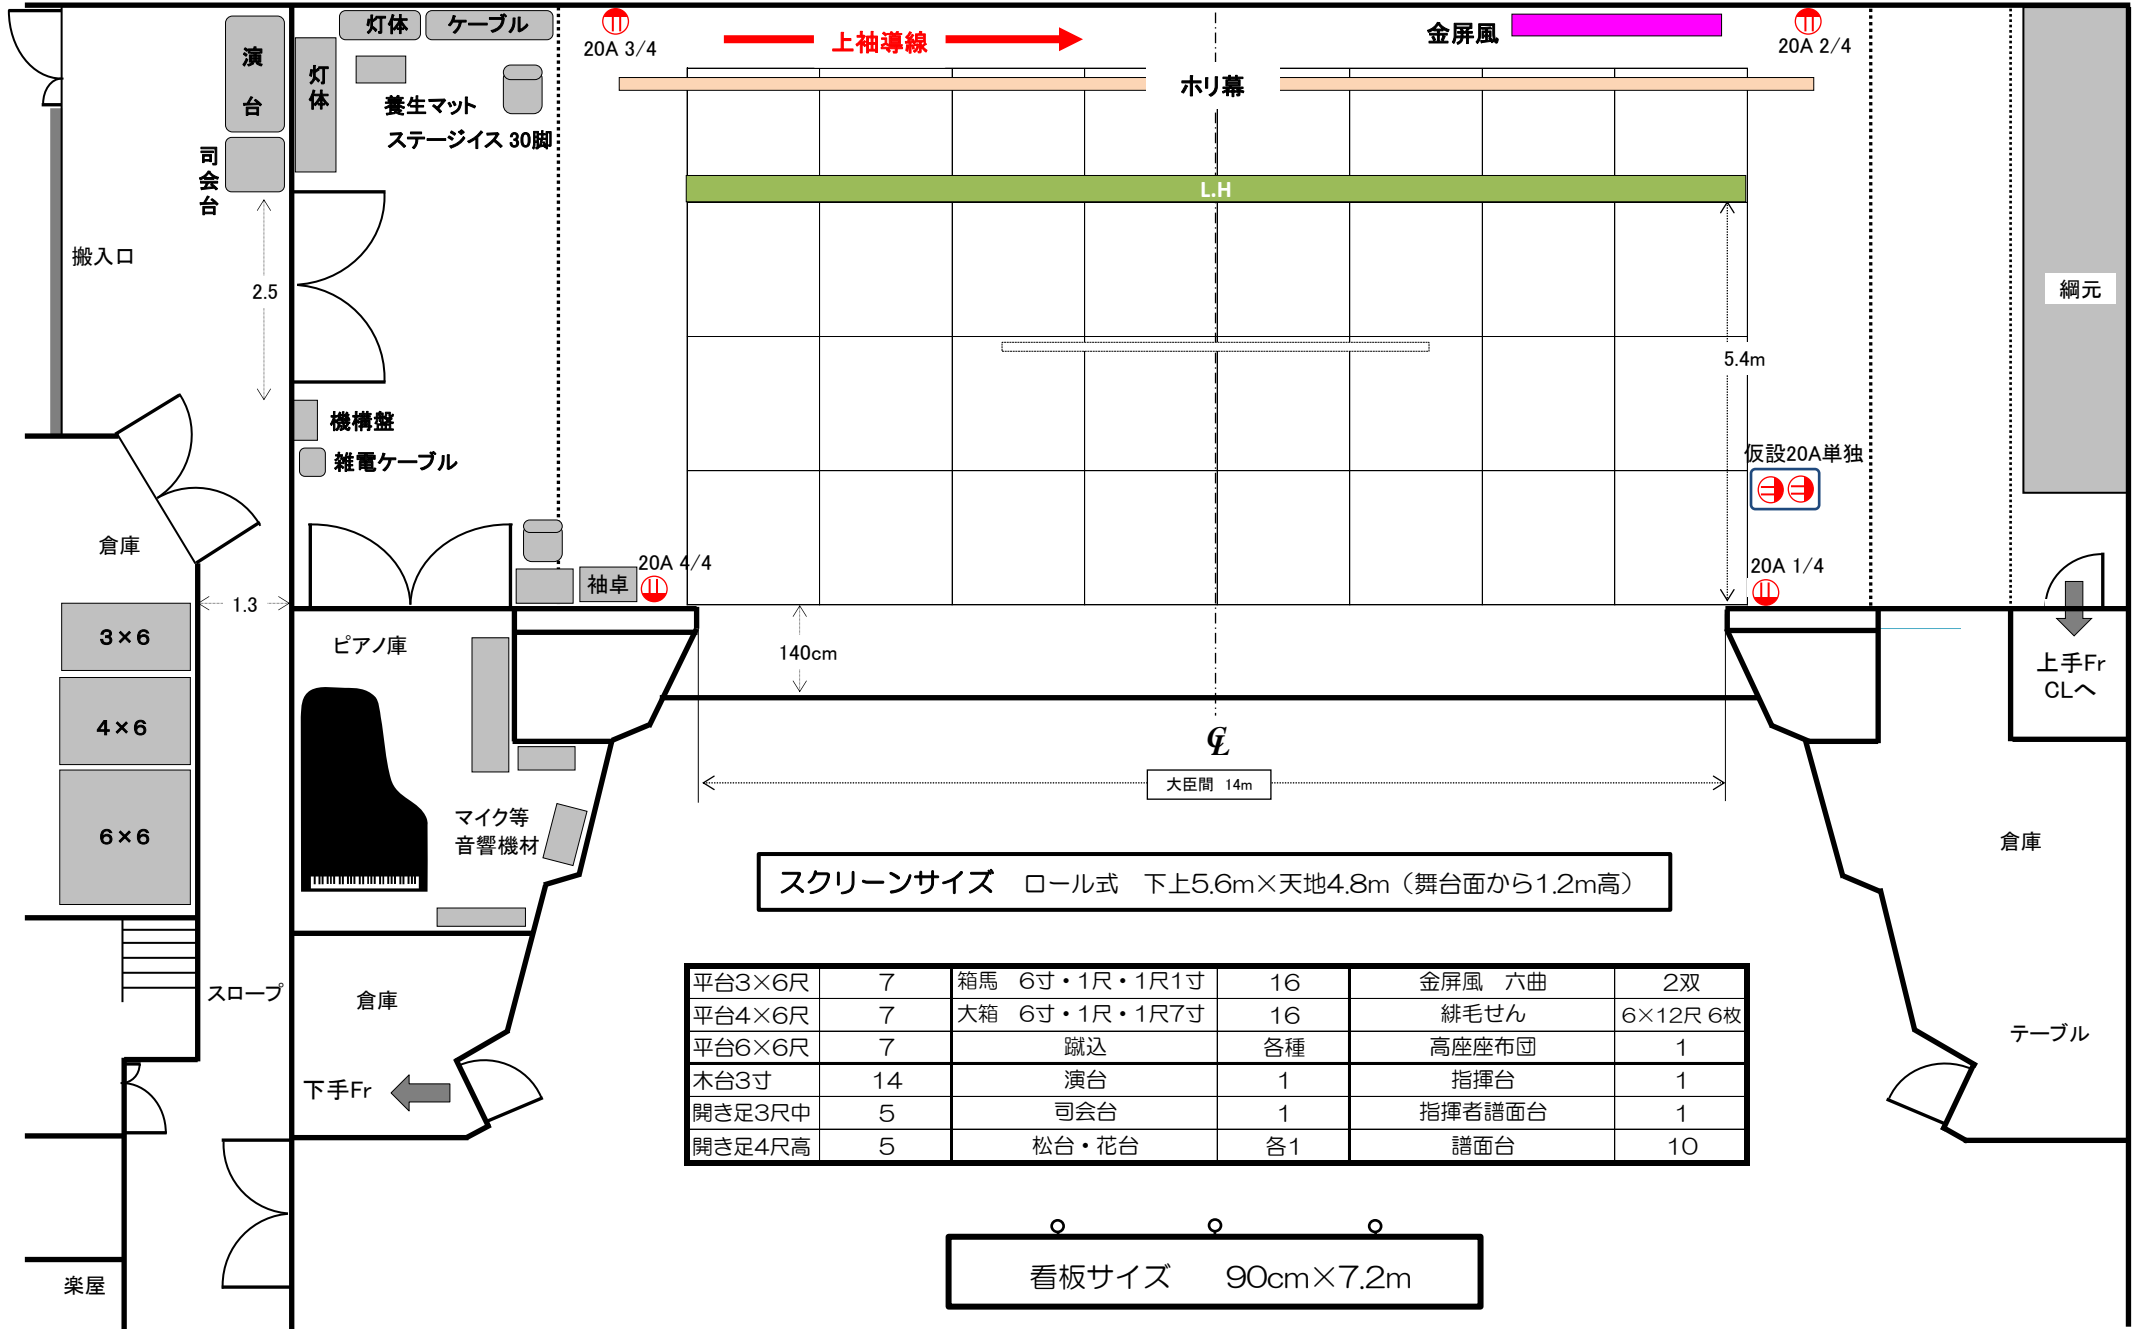 灯体
ケーブル
20A 3/4
上袖導線
金屏風
20A 2/4
演
台
灯
体
養生マット
ステージイス 30脚
ホリ幕
司
会
台
L.H
搬入口
2.5
綱元
5.4m
機構盤
雑電ケーブル
仮設20A単独
倉庫
袖卓
20A 4/4
20A 1/4
1.3
3×6
ピアノ庫
140cm
上手Fr
CLへ
4×6
℄
大臣間 14m
6×6
マイク等
音響機材
倉庫
スクリーンサイズ ロール式 下上5.6m×天地4.8m（舞台面から1.2m高）
スロープ
倉庫
テーブル
平台3×6尺 7 箱馬 6寸・1尺・1尺1寸 16 金屏風 六曲 2双
平台4×6尺 7 大箱 6寸・1尺・1尺7寸 16 緋毛せん 6×12尺 6枚
平台6×6尺 7 蹴込 各種 高座座布団 1
木台3寸 14 演台 1 指揮台 1
開き足3尺中 5 司会台 1 指揮者譜面台 1
開き足4尺高 5 松台・花台 各1 譜面台 10
下手Fr
看板サイズ 90cm×7.2m
楽屋